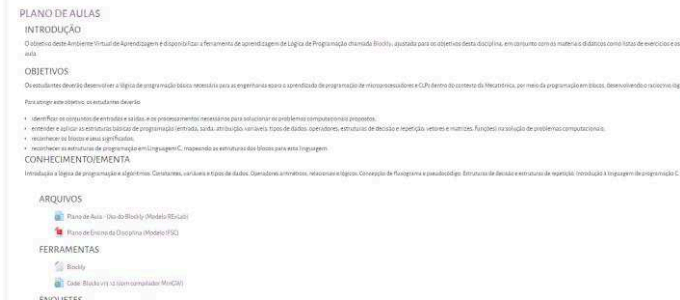 PLANO DE AULAS
INTRODUÇÃO
O objetivo deste Ambiente Virtual de Aprendizagem é disponibilizar a ferramenta de aprendizagem de Lógica de Programação chamada Blockly, ajustada para os objetivos desta disciplina, em conjunto com os materiais didáticos como listas de exercícios e os
aula.
OBJETIVOS
Os estudantes deverão desenvolver a lógica de programação básica necessária para as engenharias e para o aprendizado de programação de microprocessadores e CLPs dentro do contexto da Mecatrônica, por meio da programação em blocos, desenvolvendo o raciocínio lóg
Para atingir este objetivo, os estudantes deverão:
• identificar os conjuntos de entradas e saídas, e os processamentos necessários para solucionar os problemas computacionais propostos.
• entender e aplicar as estruturas básicas de programação (entrada, saída, atribuição, variáveis, tipos de dados, operadores, estruturas de decisão e repetição, vetores e matrizes, funções) na solução de problemas computacionais.
• reconhecer os blocos e seus significados.
• reconhecer as estruturas de programação em Linguagem C, mapeando as estruturas dos blocos para esta linguagem.
CONHECIMENTO/EMENTA
Introdução a lógica de programação e algoritmos. Constantes, variáveis e tipos de dados. Operadores aritméticos, relacionais e lógicos. Concepção de fluxograma e pseudocódigo. Estruturas de decisão e estruturas de repetição. Introdução à linguagem de programação C.
ARQUIVOS
Plano de Aula - Uso do Blockly (Modelo RExLab)
Plano de Ensino da Disciplina (Modelo IFSC)
FERRAMENTAS
Blockly
Code::Blocks v13.12 (com compilador MinGW)
ENQUETES